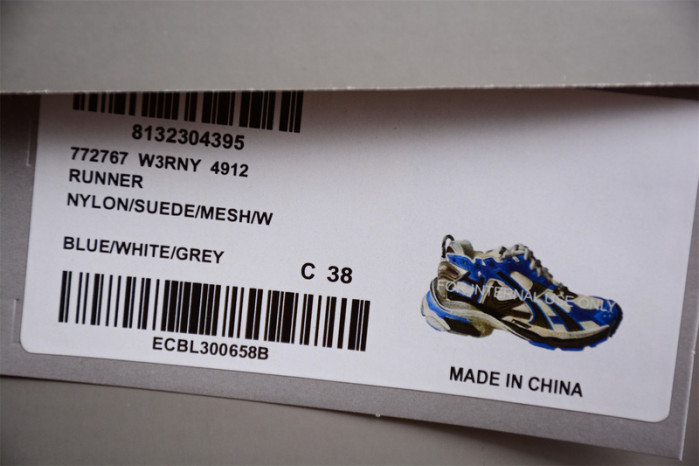 8132304395
772767 W3RNY 4912
RUNNER
NYLON/SUEDE/MESH/W
BLUE/WHITE/GREY
C 38
ECBL300658B
FOR INTERNAL USE ONLY
MADE IN CHINA